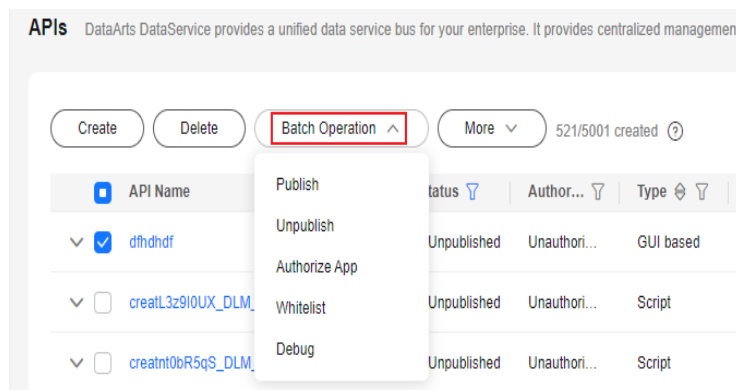 APIs DataArts DataService provides a unified data service bus for your enterprise. It provides centralized managemen
Create Delete Batch Operation More 521/5001 created
API Name tatus Author... Type
Publish
Unpublish
Authorize App
Whitelist
Debug
dfhdhdf Unpublished Unauthori... GUI based
creatL3z9I0UX_DLM_ Unpublished Unauthori... Script
creatnt0bR5qS_DLM_ Unpublished Unauthori... Script